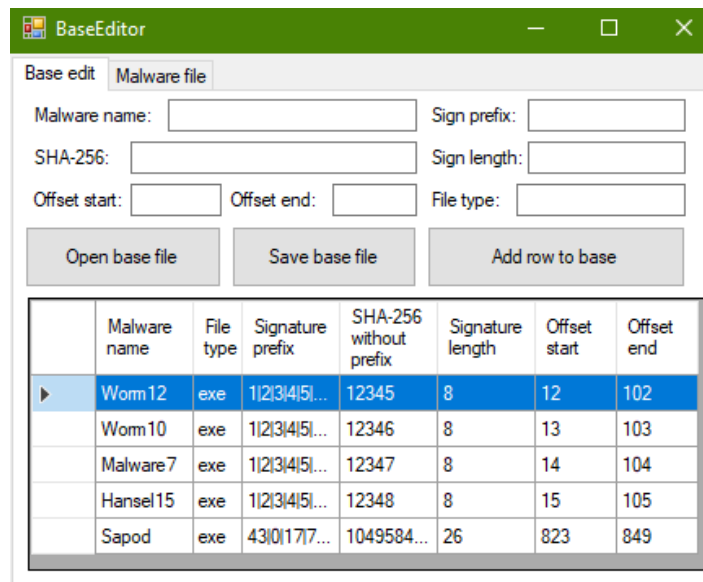 BaseEditor
Base edit Malware file
Malware name: Sign prefix:
SHA-256: Sign length:
Offset start: Offset end: File type:
Open base file Save base file Add row to base
Malware name File type Signature prefix SHA-256 without prefix Signature length Offset start Offset end
Worm12 exe 1|2|3|4|5|... 12345 8 12 102
Worm10 exe 1|2|3|4|5|... 12346 8 13 103
Malware7 exe 1|2|3|4|5|... 12347 8 14 104
Hansel15 exe 1|2|3|4|5|... 12348 8 15 105
Sapod exe 43|0|17|7... 1049584... 26 823 849